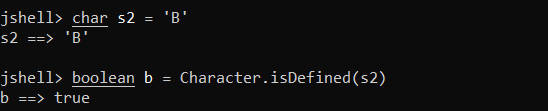 jshell> char s2 = 'B'
s2 ==> 'B'
jshell> boolean b = Character.isDefined(s2)
b ==> true